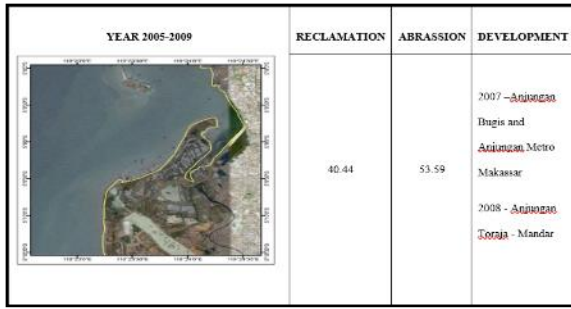 YEAR 2005-2009
RECLAMATION
ABRASSION
DEVELOPMENT
40.44
53.59
2007 –Anjungan
Bugis and
Anjungan Metro
Makassar
2008 - Anjungan
Toraja - Mandar